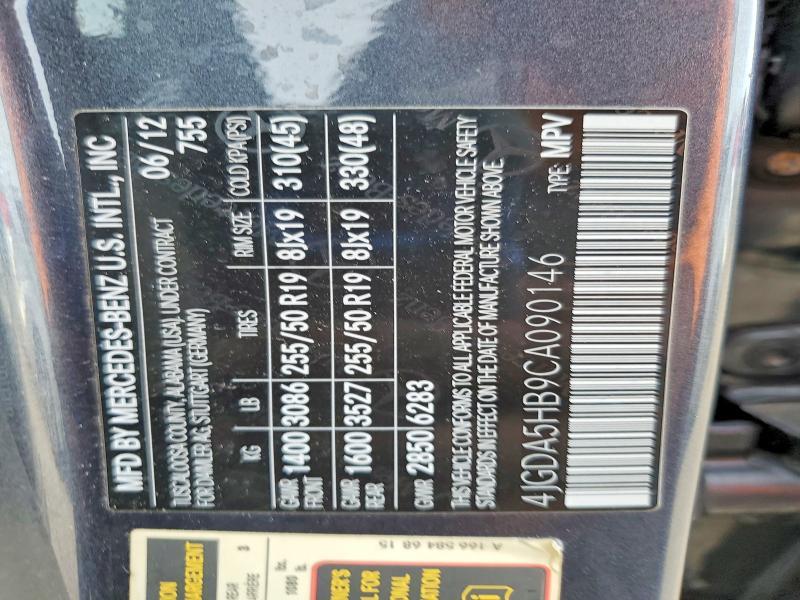 MFD BY MERCEDES-BENZ U.S. INTL., INC
TUSCALOOSA COUNTY, ALABAMA (USA), UNDER CONTRACT 06/12
FOR DAIMLER AG, STUTTGART (GERMANY) 755
KG LB TIRES RIM SIZE COLD KPA(PSI)
GAWR FRONT 1400 3086 255/50 R19 8Jx19 310(45)
GAWR REAR 1600 3527 255/50 R19 8Jx19 330(48)
GWR 2850 6283
THIS VEHICLE CONFORMS TO ALL APPLICABLE FEDERAL MOTOR VEHICLE SAFETY
STANDARDS IN EFFECT ON THE DATE OF MANUFACTURE SHOWN ABOVE.
4JGDA5HB9CA090146 TYPE: MPV
A 166 584 68 15
REAR
1080